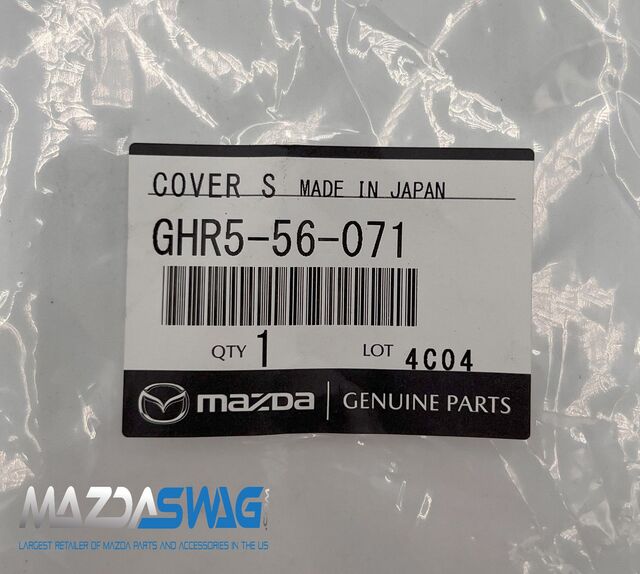 COVER S MADE IN JAPAN
GHR5-56-071
QTY 1 LOT 4C04
mazda GENUINE PARTS
MAZDASWAG.com
LARGEST RETAILER OF MAZDA PARTS AND ACCESSORIES IN THE US